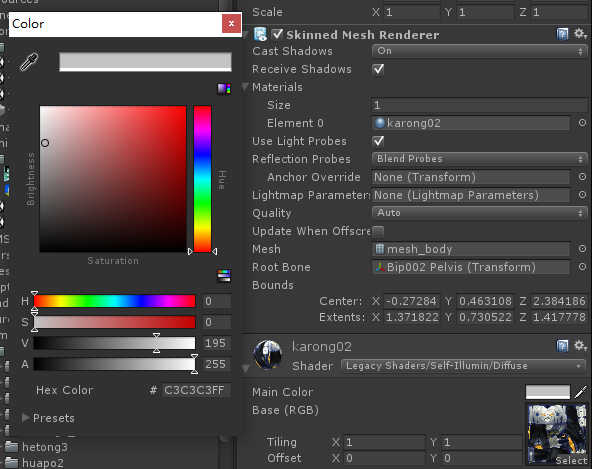 Color
x
Brightness
Hue
Saturation
H 0
S 0
V 195
A 255
Hex Color # C3C3C3FF
Presets
hetong3
huapo2
Scale X 1 Y 1 Z 1
Skinned Mesh Renderer
Cast Shadows On
Receive Shadows
Materials
Size 1
Element 0 karong02
Use Light Probes
Reflection Probes Blend Probes
Anchor Override None (Transform)
Lightmap Parameters None (Lightmap Parameters)
Quality Auto
Update When Offscre
Mesh mesh_body
Root Bone Bip002 Pelvis (Transform)
Bounds
Center: X -0.27284 Y 0.463108 Z 2.384186
Extents: X 1.371822 Y 0.730522 Z 1.417778
karong02
Shader Legacy Shaders/Self-Illumin/Diffuse
Main Color
Base (RGB)
Tiling X 1 Y 1
Offset X 0 Y 0
Select